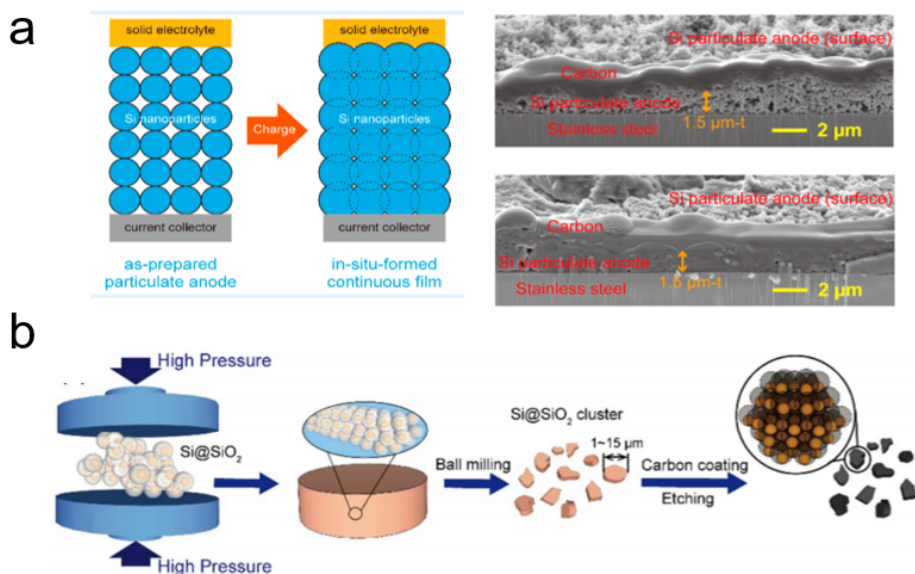 a
solid electrolyte
Si nanoparticles
current collector
as-prepared
particulate anode
Charge
solid electrolyte
Si nanoparticles
current collector
in-situ-formed
continuous film
Si particulate anode (surface)
Carbon
Si particulate anode
1.5 µm-t
Stainless steel
2 µm
Si particulate anode (surface)
Carbon
Si particulate anode
1.5 µm-t
Stainless steel
2 µm
b
High Pressure
Si@SiO2
High Pressure
Ball milling
Si@SiO2 cluster
1~15 µm
Carbon coating
Etching